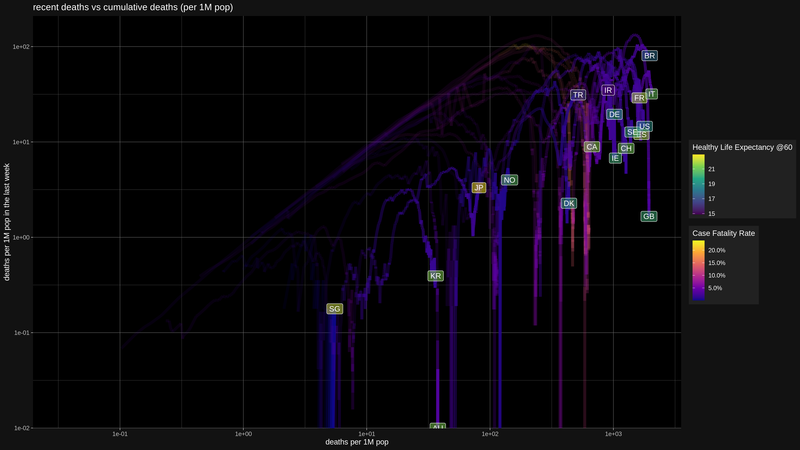 recent deaths vs cumulative deaths (per 1M pop)
1e+02
1e+01
1e+00
1e-01
1e-02
deaths per 1M pop in the last week
BR
TR
IR
FR
IT
DE
SE
US
CA
CH
IE
JP
NO
DK
GB
KR
SG
AU
1e-01
1e+00
1e+01
1e+02
1e+03
deaths per 1M pop
Healthy Life Expectancy @60
21
19
17
15
Case Fatality Rate
20.0%
15.0%
10.0%
5.0%